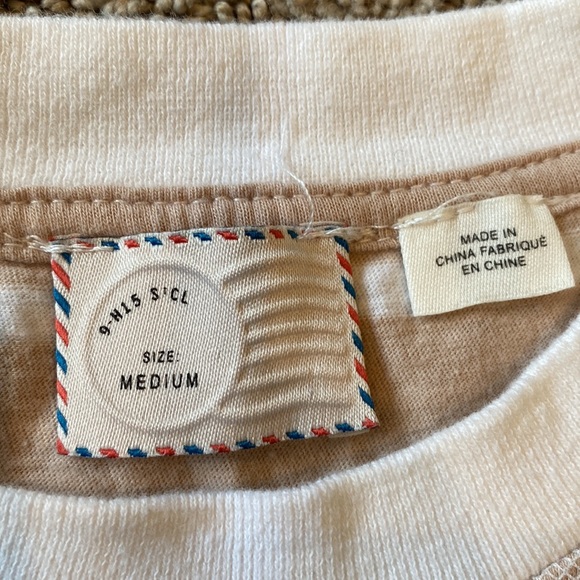 9-H15 S:CL
SIZE:
MEDIUM
MADE IN
CHINA FABRIQUÉ
EN CHINE